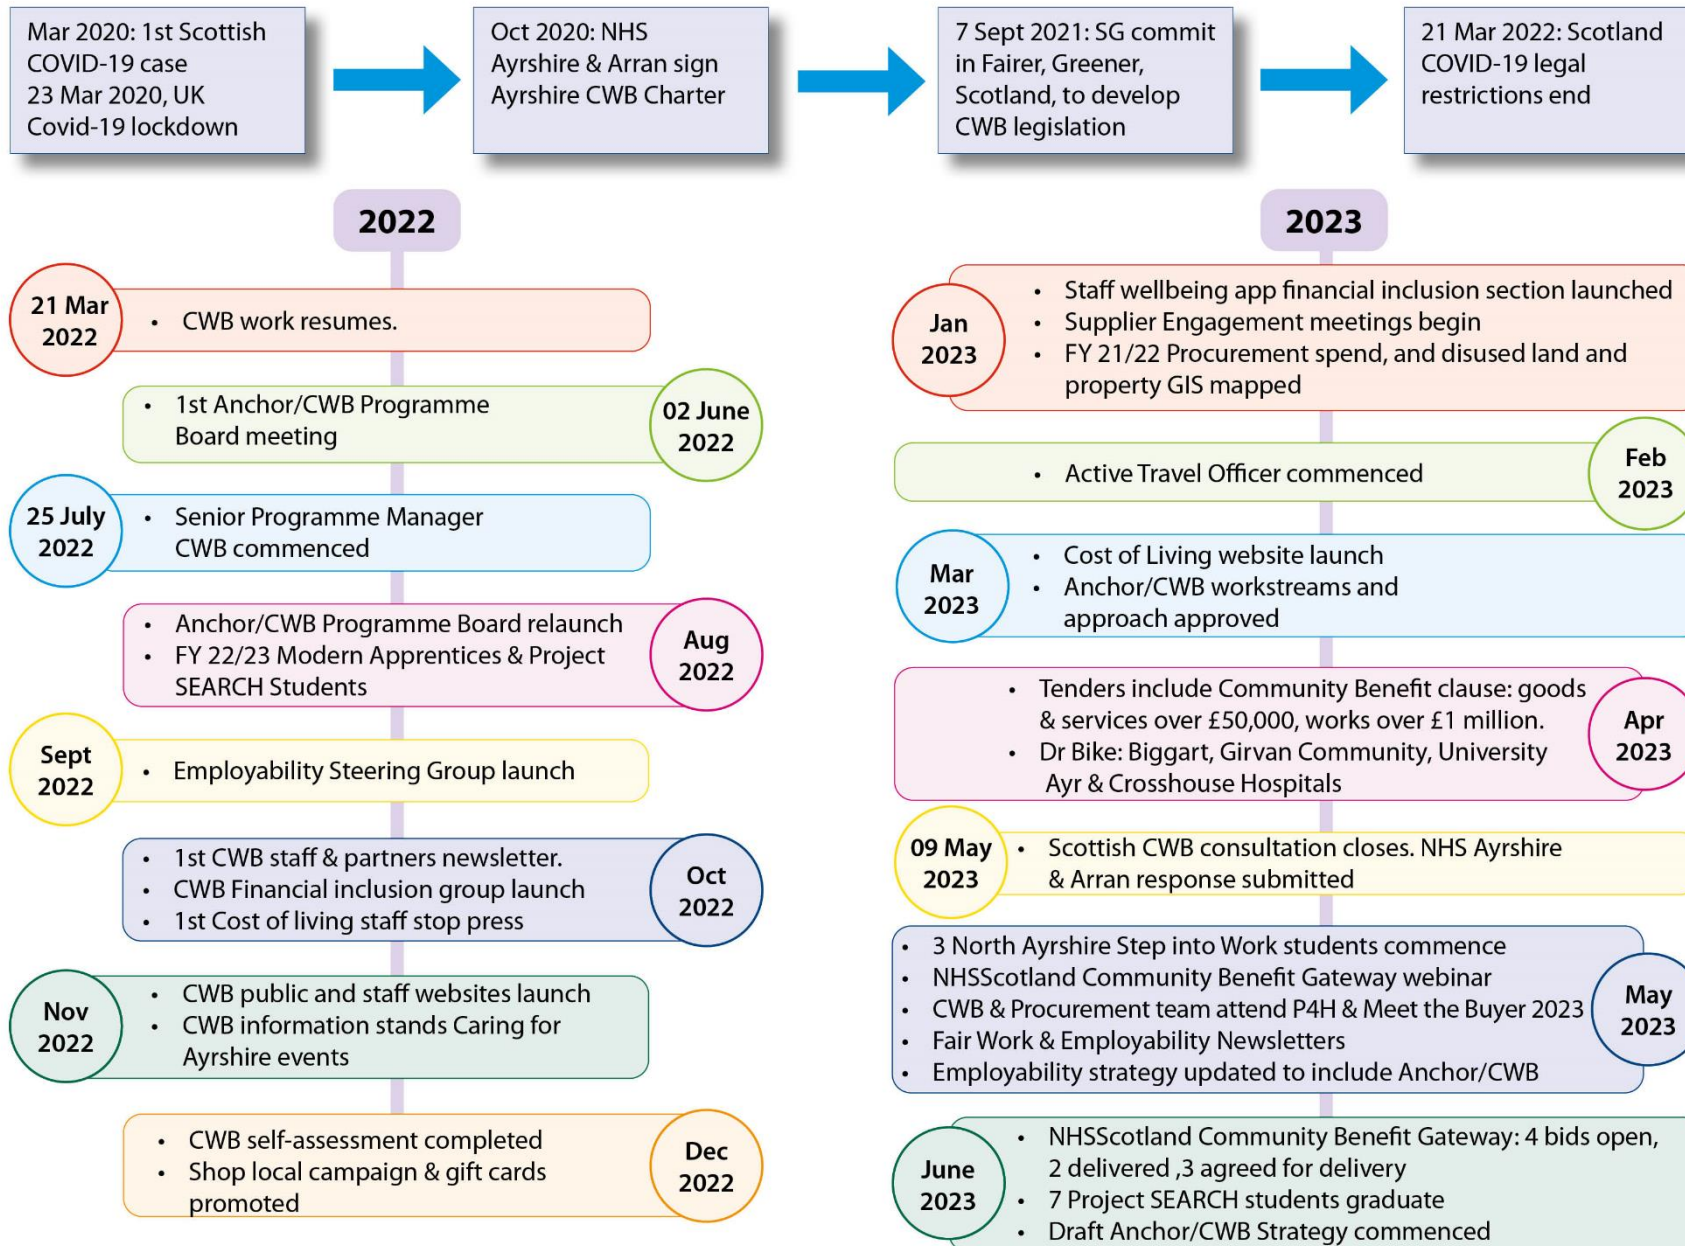 Mar 2020: 1st Scottish
COVID-19 case
23 Mar 2020, UK
Covid-19 lockdown
Oct 2020: NHS
Ayrshire & Arran sign
Ayrshire CWB Charter
7 Sept 2021: SG commit
in Fairer, Greener,
Scotland, to develop
CWB legislation
21 Mar 2022: Scotland
COVID-19 legal
restrictions end
2022
21 Mar
2022
• CWB work resumes.
• 1st Anchor/CWB Programme
Board meeting
02 June
2022
25 July
2022
• Senior Programme Manager
CWB commenced
• Anchor/CWB Programme Board relaunch
• FY 22/23 Modern Apprentices & Project
SEARCH Students
Aug
2022
Sept
2022
• Employability Steering Group launch
• 1st CWB staff & partners newsletter.
• CWB Financial inclusion group launch
• 1st Cost of living staff stop press
Oct
2022
Nov
2022
• CWB public and staff websites launch
• CWB information stands Caring for
Ayrshire events
• CWB self-assessment completed
• Shop local campaign & gift cards
promoted
Dec
2022
2023
Jan
2023
• Staff wellbeing app financial inclusion section launched
• Supplier Engagement meetings begin
• FY 21/22 Procurement spend, and disused land and
property GIS mapped
• Active Travel Officer commenced
Feb
2023
Mar
2023
• Cost of Living website launch
• Anchor/CWB workstreams and
approach approved
• Tenders include Community Benefit clause: goods
& services over £50,000, works over £1 million.
• Dr Bike: Biggart, Girvan Community, University
Ayr & Crosshouse Hospitals
Apr
2023
09 May
2023
• Scottish CWB consultation closes. NHS Ayrshire
& Arran response submitted
• 3 North Ayrshire Step into Work students commence
• NHSScotland Community Benefit Gateway webinar
• CWB & Procurement team attend P4H & Meet the Buyer 2023
• Fair Work & Employability Newsletters
• Employability strategy updated to include Anchor/CWB
May
2023
June
2023
• NHSScotland Community Benefit Gateway: 4 bids open,
2 delivered ,3 agreed for delivery
• 7 Project SEARCH students graduate
• Draft Anchor/CWB Strategy commenced